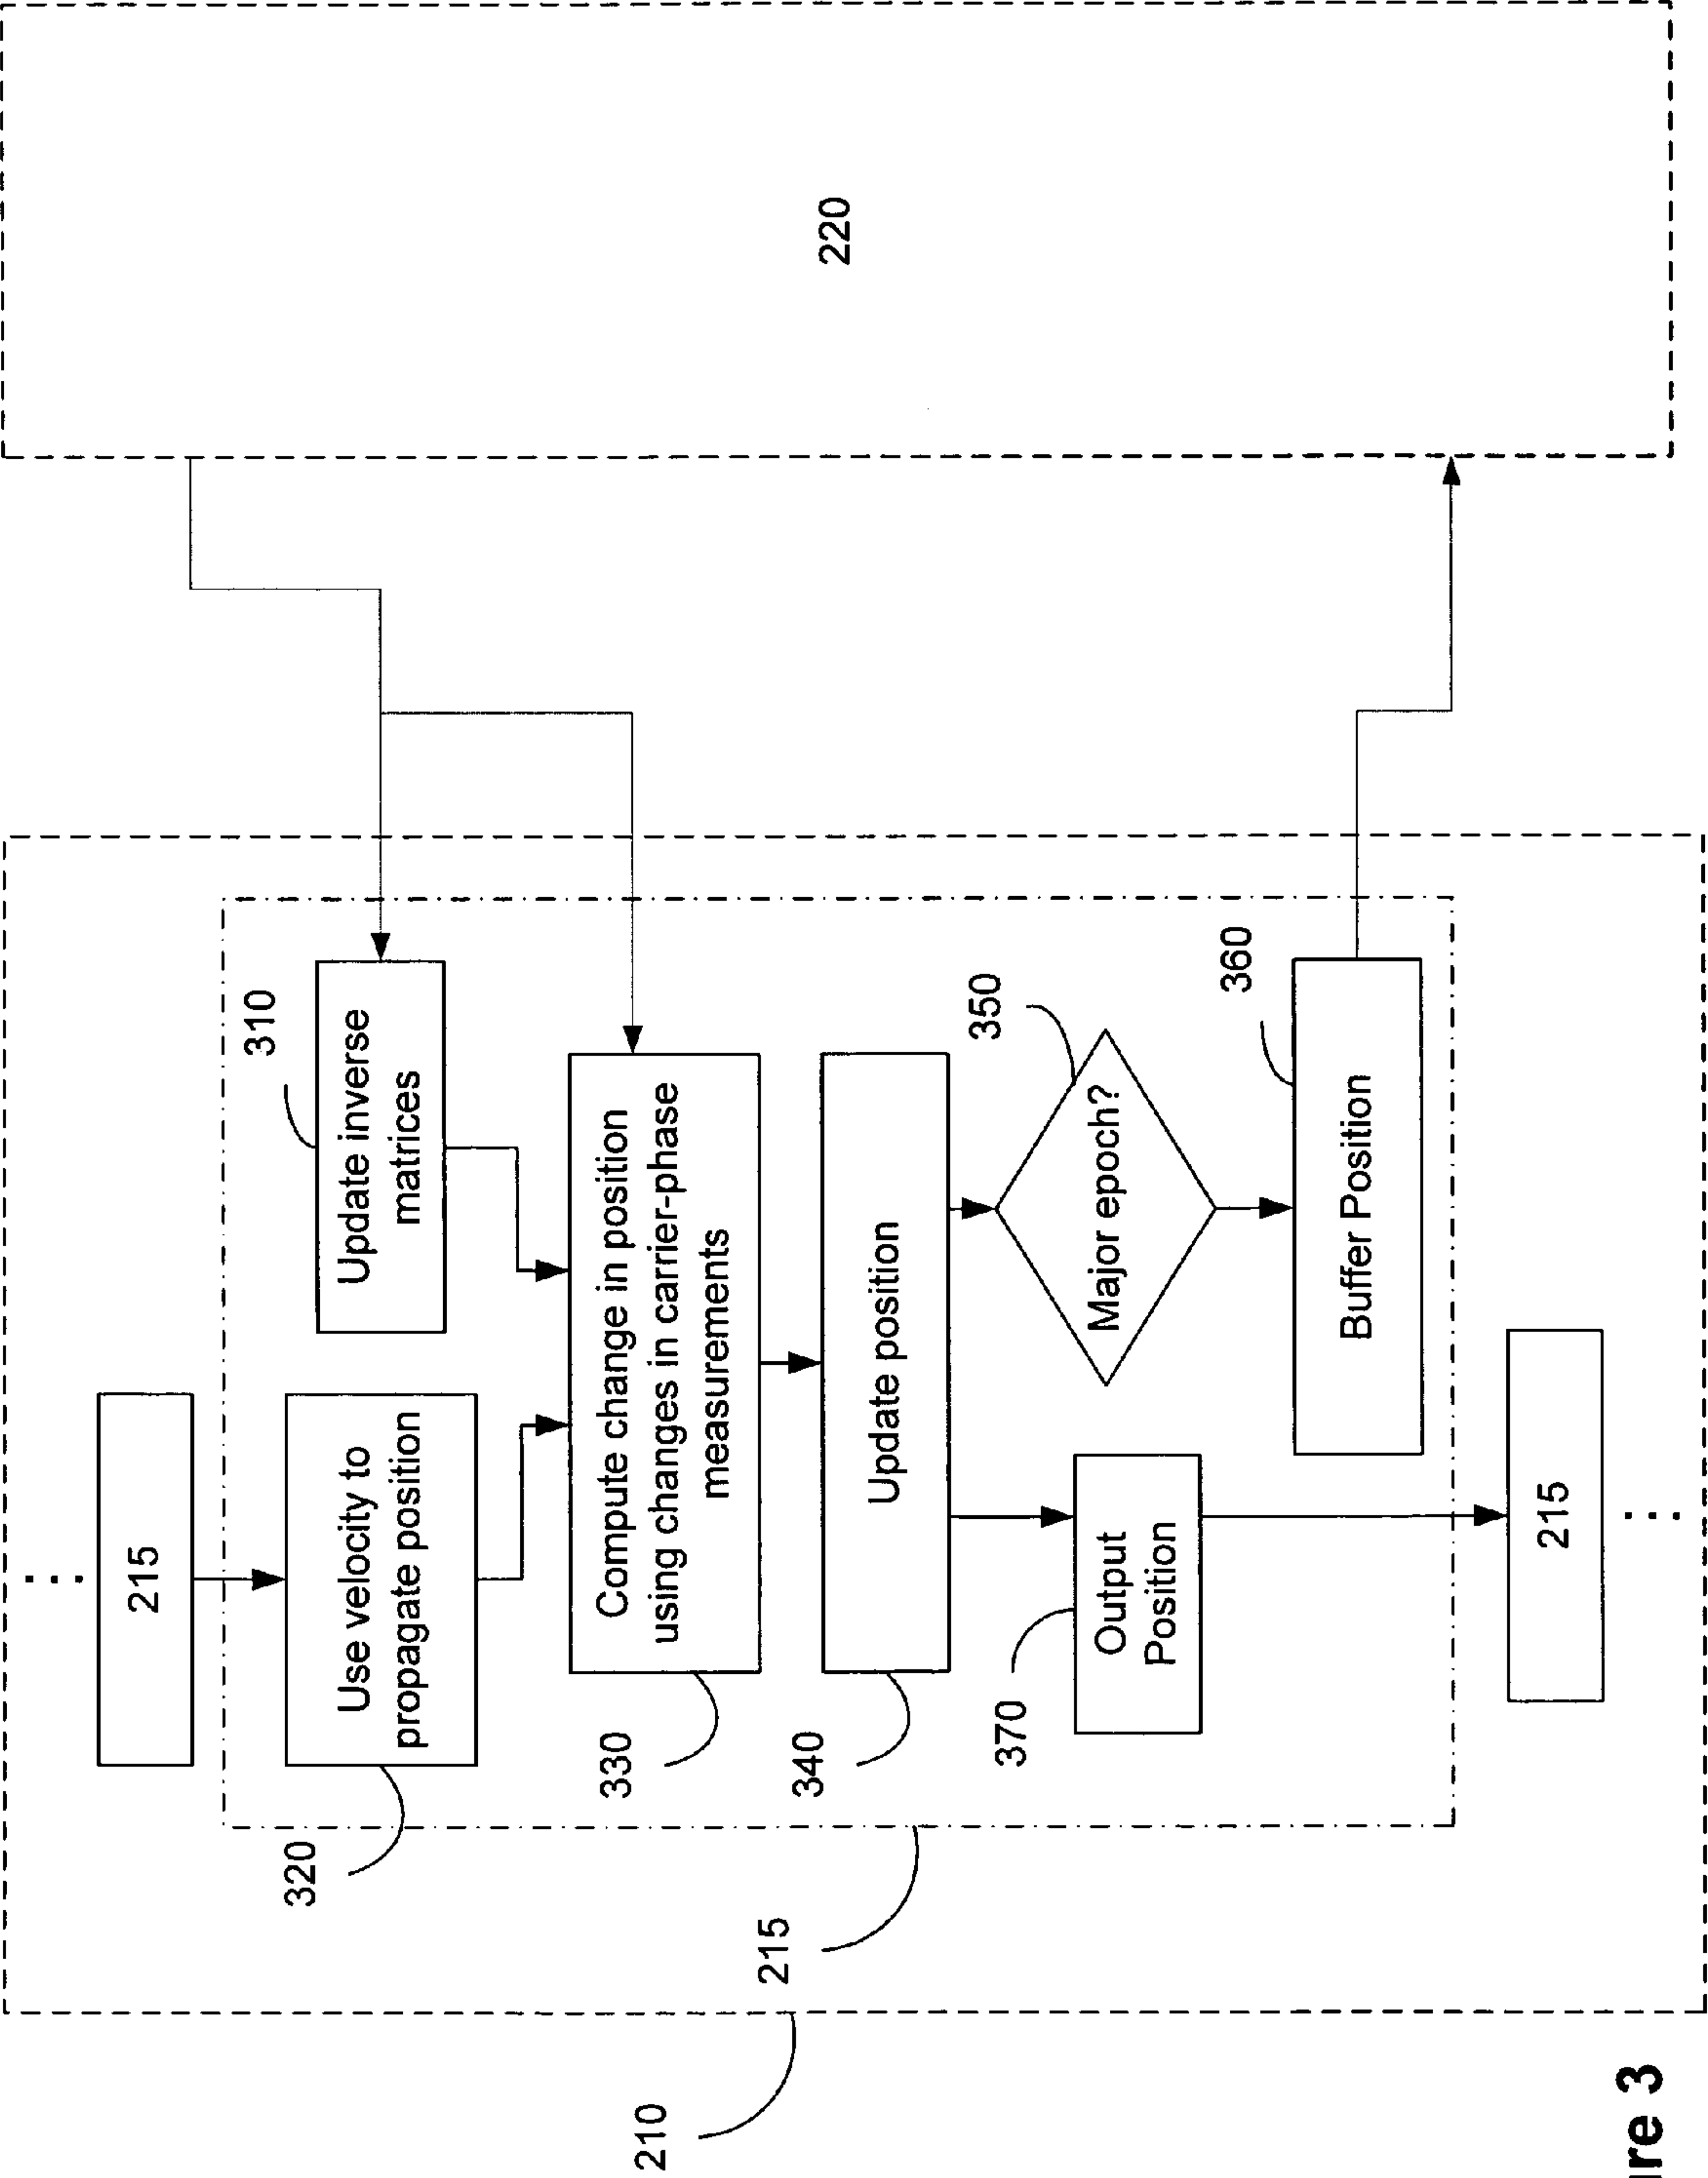 215
310
Update inverse
matrices
Use velocity to
propagate position
320
Compute change in position
using changes in carrier-phase
measurements
330
220
Update position
340
350
Major epoch?
370
Output
Position
360
Buffer Position
215
215
210
3